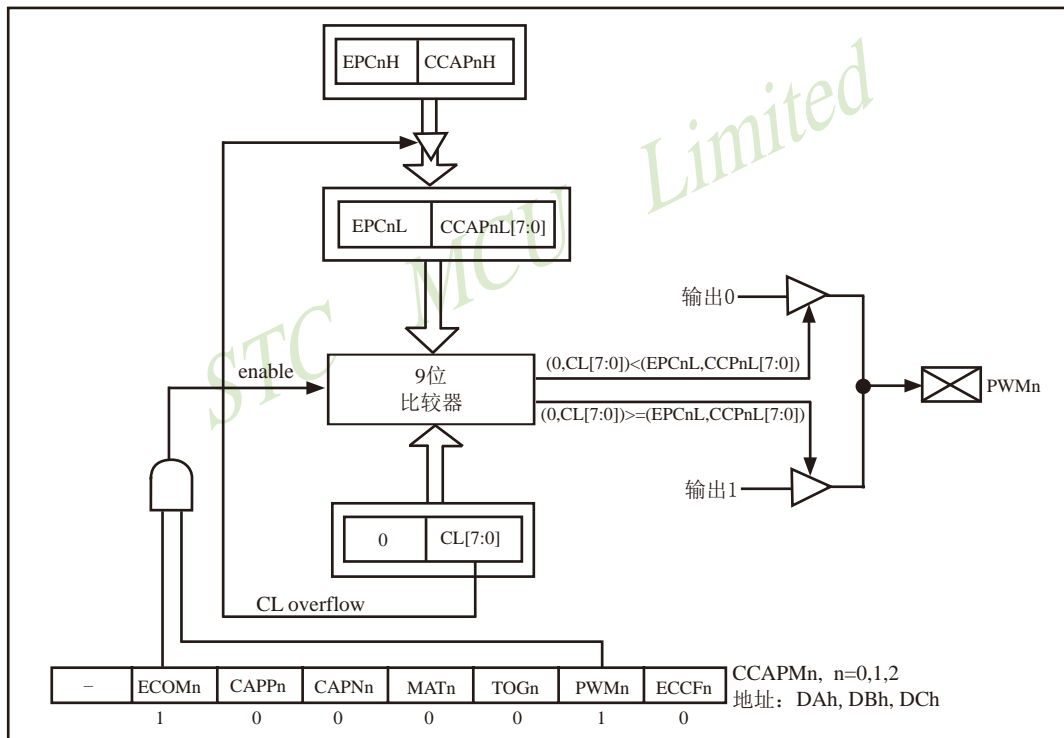 EPCnH CCAPnH
STC MCU Limited
EPCnL CCAPnL[7:0]
输出0
enable
9位
比较器
(0,CL[7:0])<(EPCnL,CCPnL[7:0])
(0,CL[7:0])>=(EPCnL,CCPnL[7:0])
PWMn
输出1
0 CL[7:0]
CL overflow
– ECOMn CAPPn CAPNn MATn TOGn PWMn ECCFn
CCAPMn, n=0,1,2
地址：DAh, DBh, DCh
1 0 0 0 0 1 0